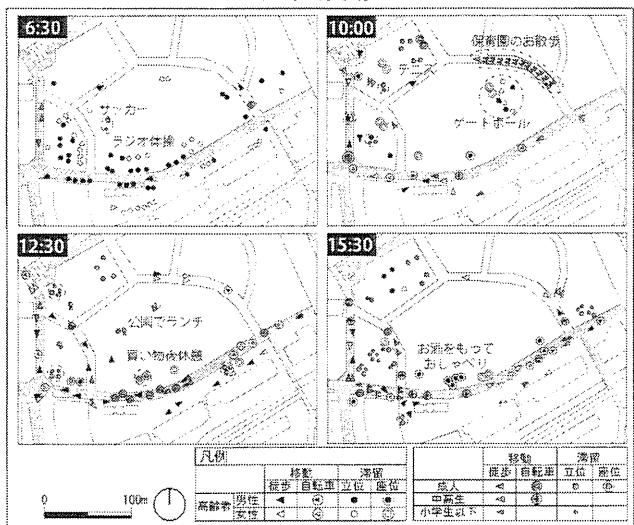 6:30
サッカー
ラジオ体操
10:00
保育園のお散歩
テニス
ゲートボール
12:30
公園でランチ
買い物後休憩
15:30
お酒をもって
おしゃべり
0 100m
凡例
移動 滞留
徒歩 自転車 立位 座位
高齢者 男性
女性
移動 滞留
徒歩 自転車 立位 座位
成人
中高生
小学生以下